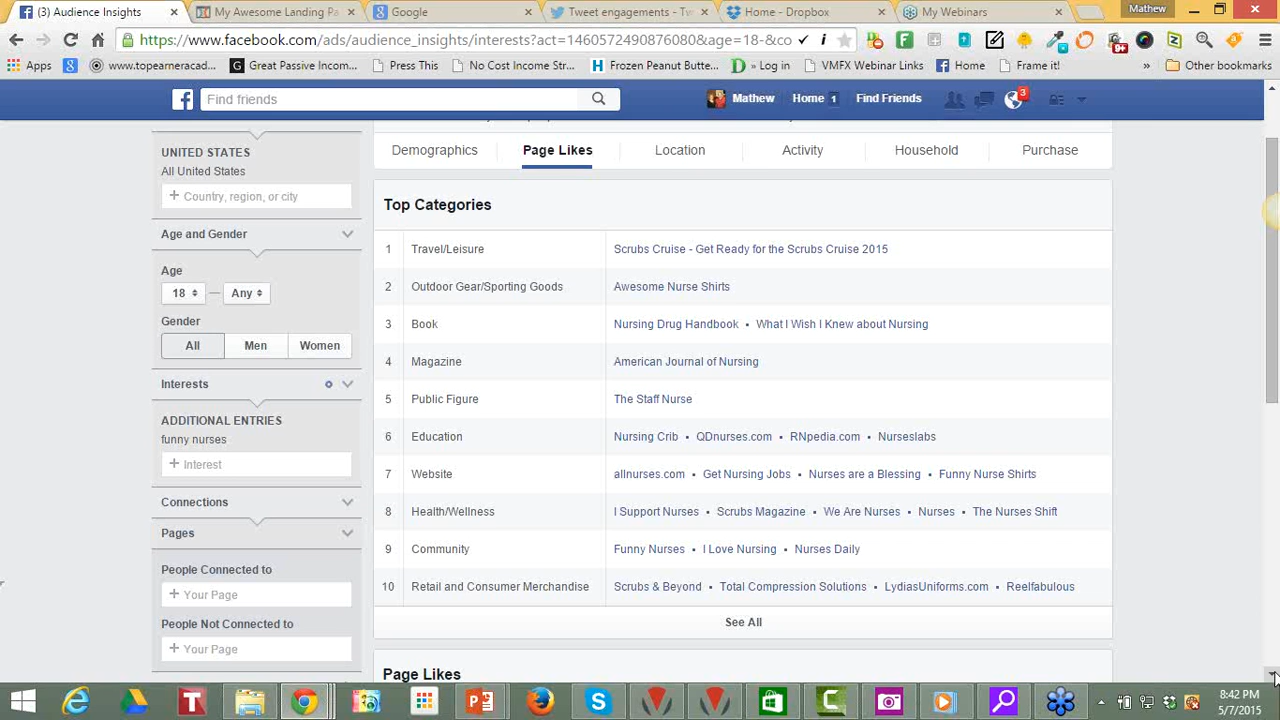 (3) Audience Insights × My Awesome Landing Pa × Google × Tweet engagements - Tw × Home - Dropbox × My Webinars × Mathew
https://www.facebook.com/ads/audience_insights/interests?act=1460572490876080&age=18-&co
Apps www.topearnerac­ad... Great Passive Incom... Press This No Cost Income Str... Frozen Peanut Butte... » Log in VMFX Webinar Links Home Frame it! » Other bookmarks
Find friends Mathew Home 1 Find Friends 3
Demographics Page Likes Location Activity Household Purchase
UNITED STATES
All United States
+ Country, region, or city
Age and Gender
Age
18 — Any
Gender
All Men Women
Interests
ADDITIONAL ENTRIES
funny nurses
+ Interest
Connections
Pages
People Connected to
+ Your Page
People Not Connected to
+ Your Page
Top Categories
1 Travel/Leisure Scrubs Cruise - Get Ready for the Scrubs Cruise 2015
2 Outdoor Gear/Sporting Goods Awesome Nurse Shirts
3 Book Nursing Drug Handbook • What I Wish I Knew about Nursing
4 Magazine American Journal of Nursing
5 Public Figure The Staff Nurse
6 Education Nursing Crib • QDnurses.com • RNpedia.com • Nurseslabs
7 Website allnurses.com • Get Nursing Jobs • Nurses are a Blessing • Funny Nurse Shirts
8 Health/Wellness I Support Nurses • Scrubs Magazine • We Are Nurses • Nurses • The Nurses Shift
9 Community Funny Nurses • I Love Nursing • Nurses Daily
10 Retail and Consumer Merchandise Scrubs & Beyond • Total Compression Solutions • LydiasUniforms.com • Reelfabulous
See All
Page Likes
8:42 PM
5/7/2015